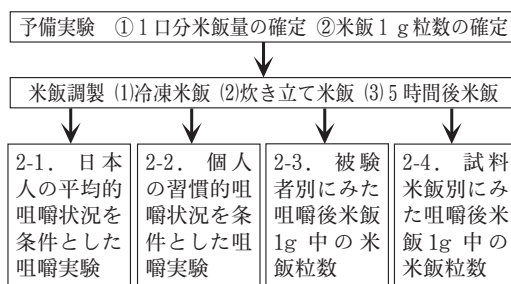 予備実験 ①1口分米飯量の確定 ②米飯1g粒数の確定
米飯調製 (1)冷凍米飯 (2)炊き立て米飯 (3)5時間後米飯
2-1. 日本
人の平均的
咀嚼状況を
条件とした
咀嚼実験
2-2. 個人
の習慣的咀
嚼状況を条
件とした咀
嚼実験
2-3. 被験
者別にみた
咀嚼後米飯
1g 中の米
飯粒数
2-4. 試料
米飯別にみ
た咀嚼後米
飯1g 中の
米飯粒数